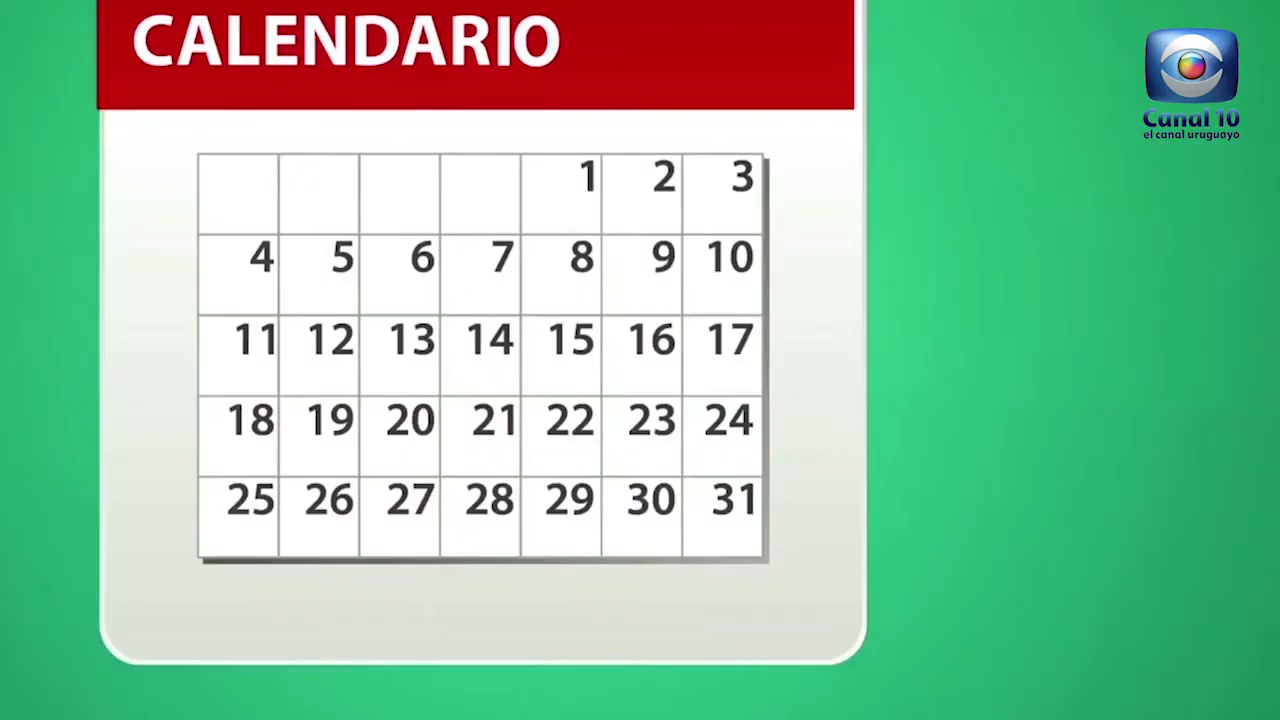 CALENDARIO
Canal 10
el canal uruguayo
1 2 3
4 5 6 7 8 9 10
11 12 13 14 15 16 17
18 19 20 21 22 23 24
25 26 27 28 29 30 31